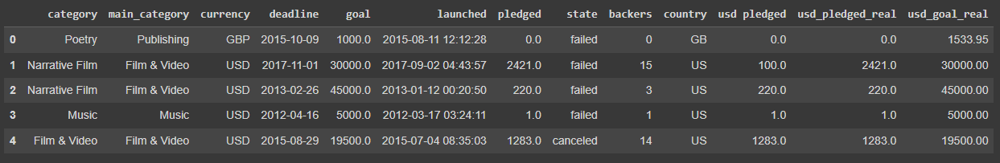 category main_category currency deadline goal launched pledged state backers country usd pledged usd_pledged_real usd_goal_real
0 Poetry Publishing GBP 2015-10-09 1000.0 2015-08-11 12:12:28 0.0 failed 0 GB 0.0 0.0 1533.95
1 Narrative Film Film & Video USD 2017-11-01 30000.0 2017-09-02 04:43:57 2421.0 failed 15 US 100.0 2421.0 30000.00
2 Narrative Film Film & Video USD 2013-02-26 45000.0 2013-01-12 00:20:50 220.0 failed 3 US 220.0 220.0 45000.00
3 Music Music USD 2012-04-16 5000.0 2012-03-17 03:24:11 1.0 failed 1 US 1.0 1.0 5000.00
4 Film & Video Film & Video USD 2015-08-29 19500.0 2015-07-04 08:35:03 1283.0 canceled 14 US 1283.0 1283.0 19500.00